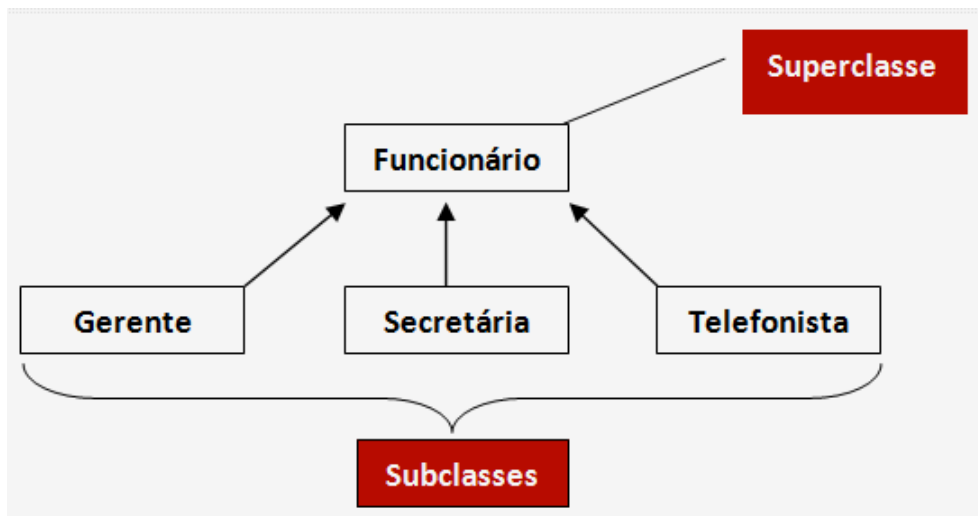 Superclasse
Funcionário
Gerente
Secretária
Telefonista
Subclasses